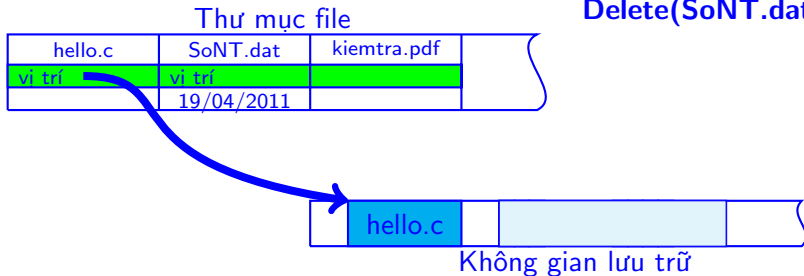 Delete(SoNT.dat
Thư mục file
hello.c SoNT.dat kiemtra.pdf
vị trí vị trí
19/04/2011
hello.c
Không gian lưu trữ